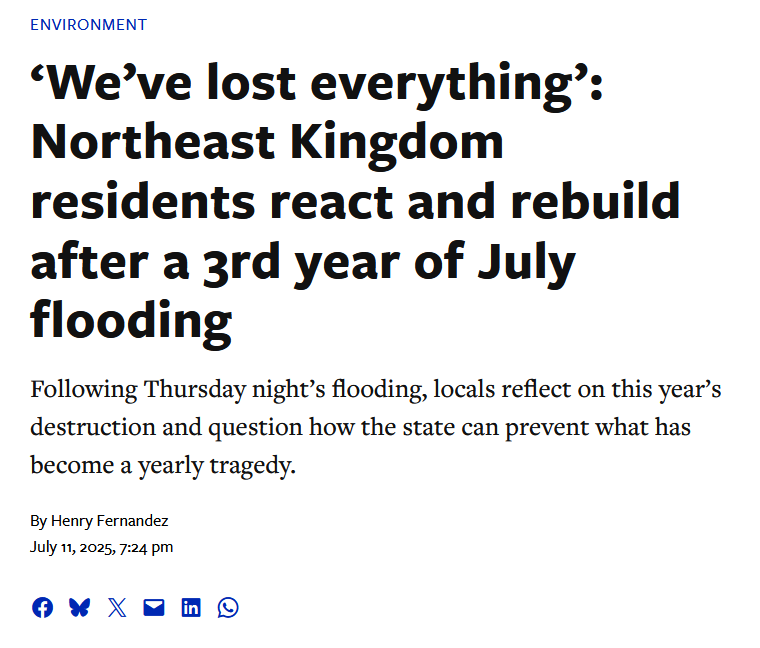 ENVIRONMENT
‘We’ve lost everything’:
Northeast Kingdom
residents react and rebuild
after a 3rd year of July
flooding
Following Thursday night’s flooding, locals reflect on this year’s
destruction and question how the state can prevent what has
become a yearly tragedy.
By Henry Fernandez
July 11, 2025, 7:24 pm